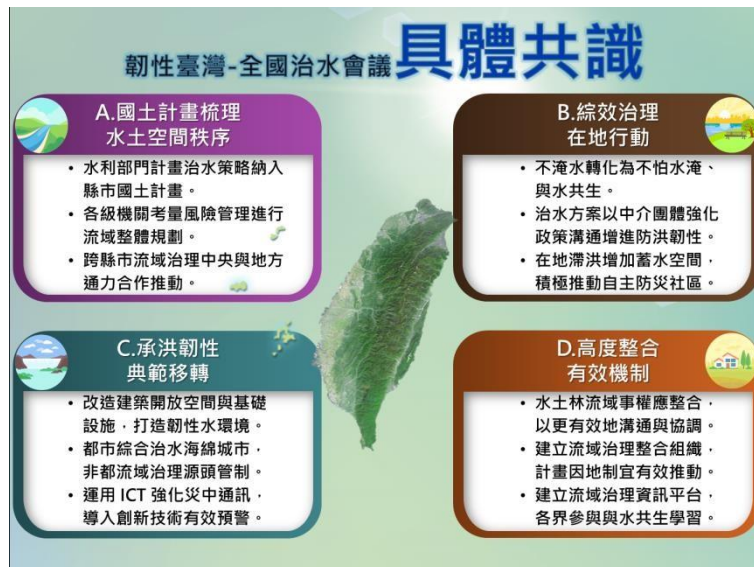 韌性臺灣-全國治水會議具體共識
A.國土計畫梳理
水土空間秩序
• 水利部門計畫治水策略納入
縣市國土計畫。
• 各級機關考量風險管理進行
流域整體規劃。
• 跨縣市流域治理中央與地方
通力合作推動。
B.綜效治理
在地行動
• 不淹水轉化為不怕水淹、
與水共生。
• 治水方案以中介團體強化
政策溝通增進防洪韌性。
• 在地滯洪增加蓄水空間，
積極推動自主防災社區。
C.承洪韌性
典範移轉
• 改造建築開放空間與基礎
設施，打造韌性水環境。
• 都市綜合治水海綿城市，
非都流域治理源頭管制。
• 運用 ICT 強化災中通訊，
導入創新技術有效預警。
D.高度整合
有效機制
• 水土林流域事權應整合，
以更有效地溝通與協調。
• 建立流域治理整合組織，
計畫因地制宜有效推動。
• 建立流域治理資訊平台，
各界參與與水共生學習。